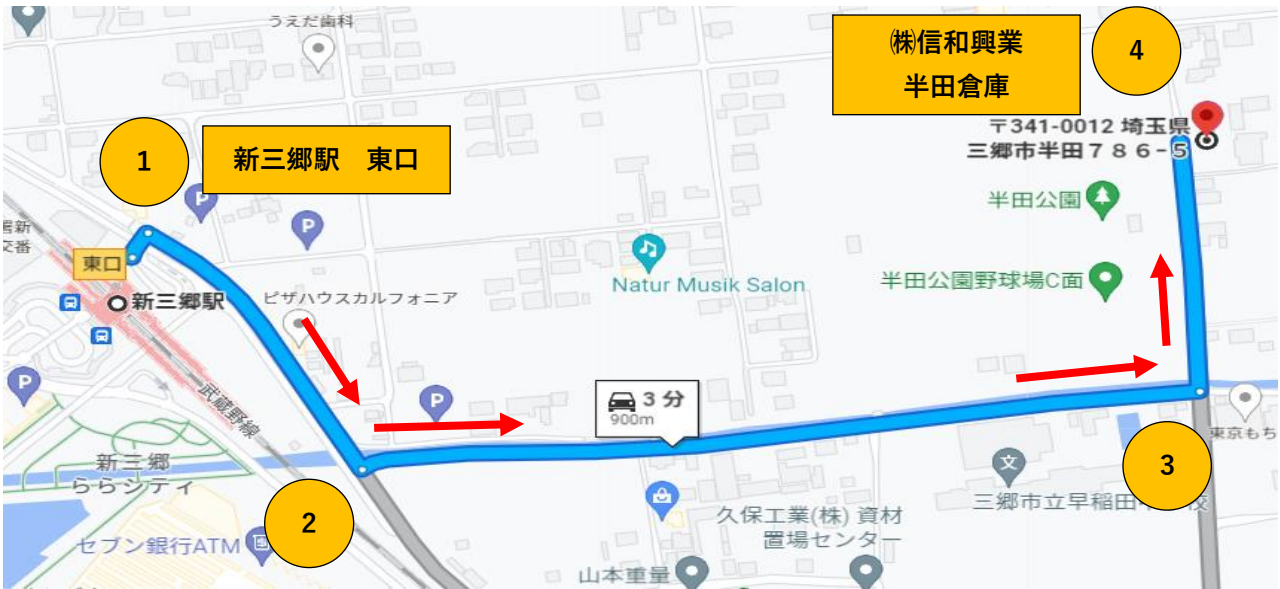 うえだ歯科
㈱信和興業
半田倉庫
4
〒341-0012 埼玉県
三郷市半田７８６-５
1
新三郷駅　東口
P
P
半田公園
交番
東口
新三郷駅
ピザハウスカルフォニア
Natur Musik Salon
半田公園野球場C面
P
武蔵野線
P
3 分
900m
東京もち
新三郷
ららシティ
2
文
3
三郷市立早稲田中
校
セブン銀行ATM
久保工業(株) 資材
置場センター
山本重量